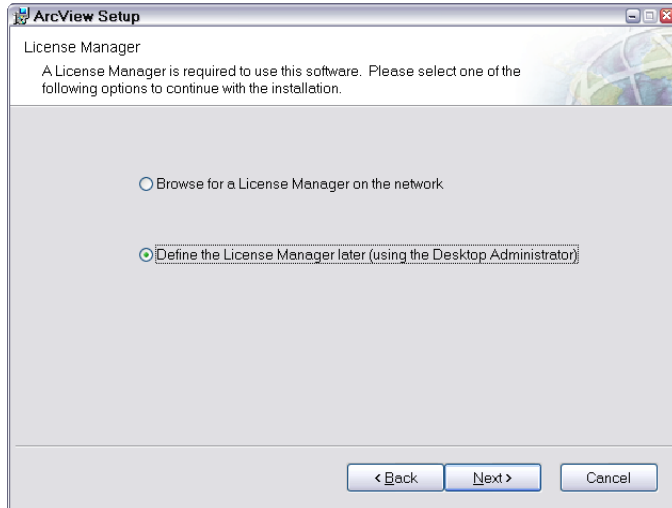 ArcView Setup
License Manager
A License Manager is required to use this software. Please select one of the
following options to continue with the installation.
Browse for a License Manager on the network
Define the License Manager later (using the Desktop Administrator)
< Back Next > Cancel